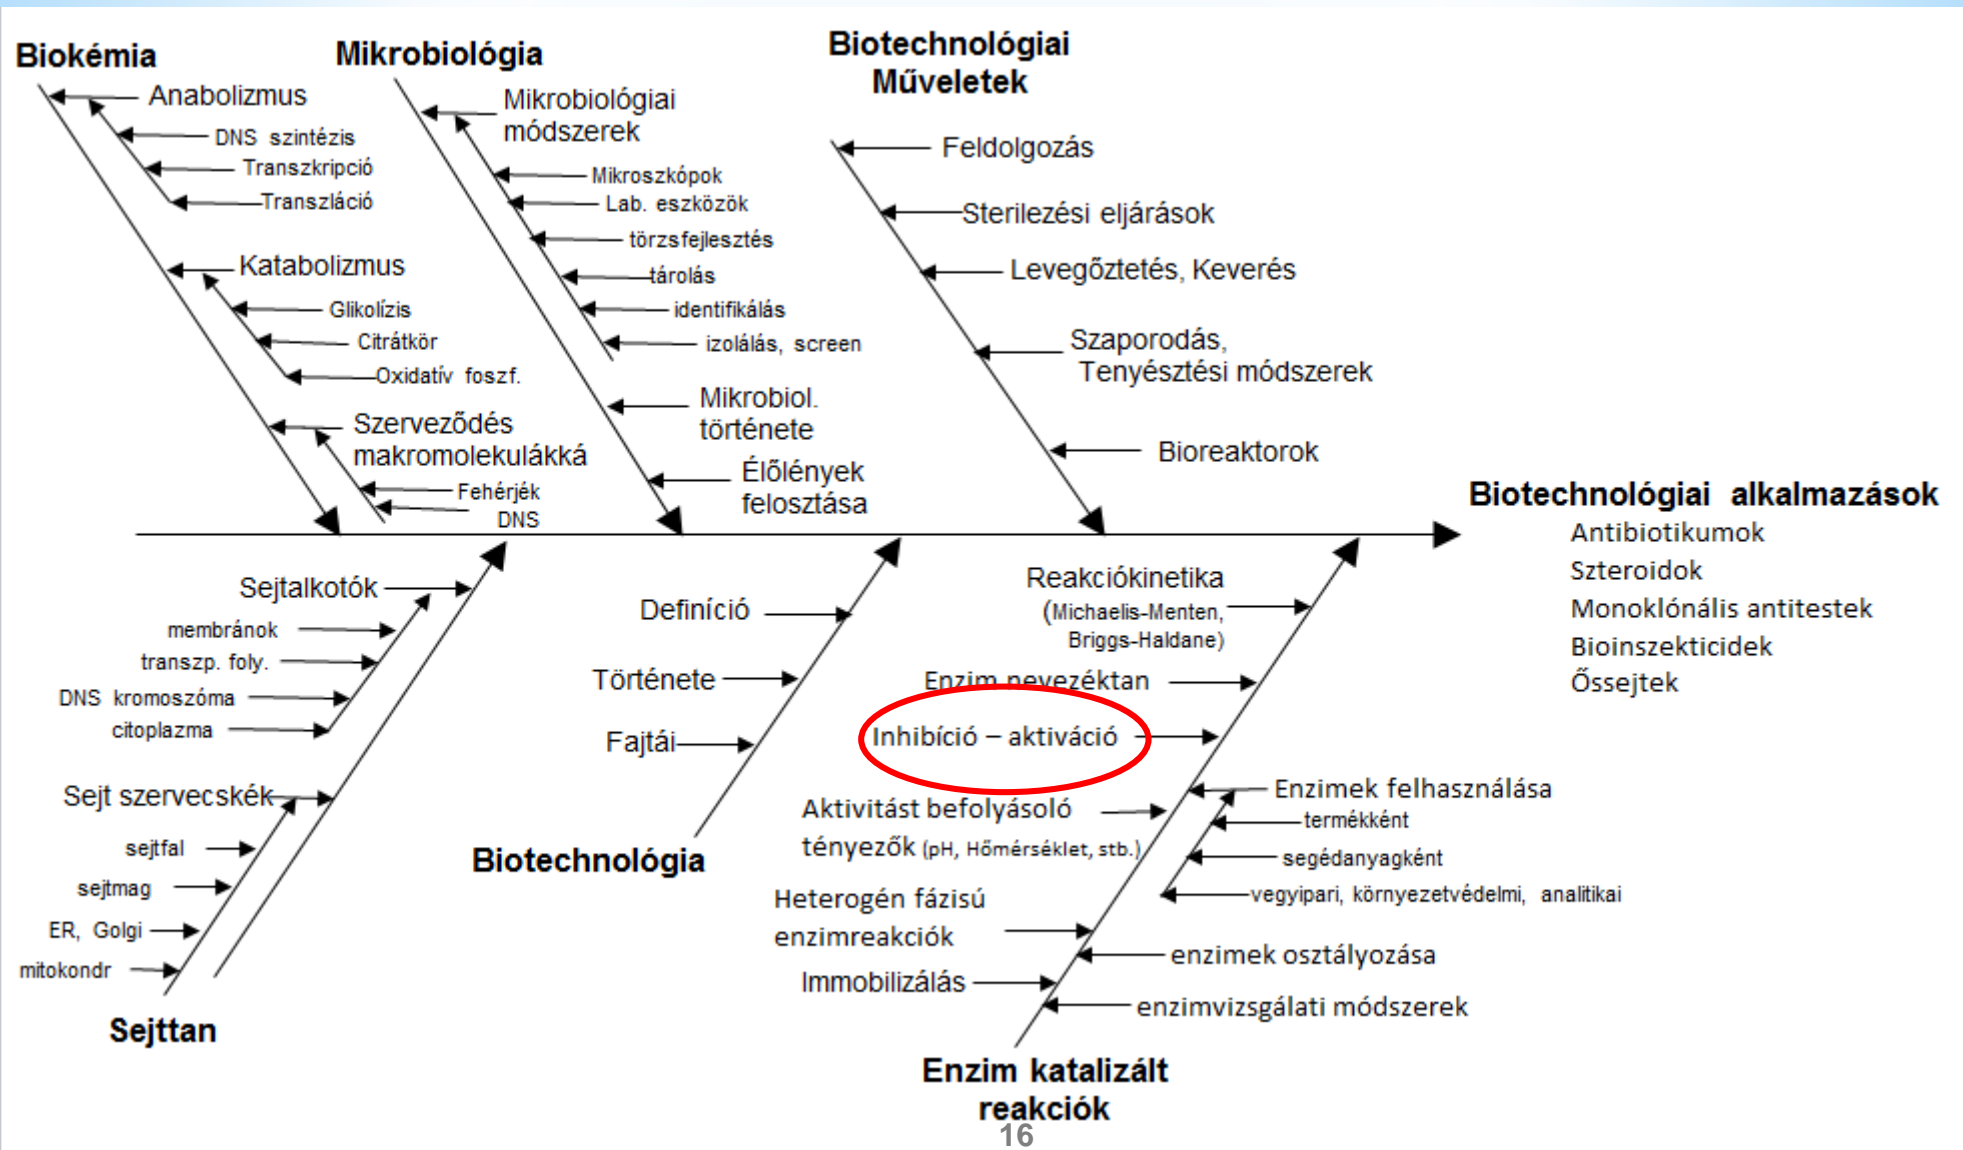 Biokémia
Anabolizmus
DNS szintézis
Transzkripció
Transzláció
Katabolizmus
Glikolízis
Citrátkör
Oxidatív foszf.
Szerveződés
makromolekulákká
Fehérjék
DNS
Mikrobiológia
Mikrobiológiai
módszerek
Mikroszkópok
Lab. eszközök
törzsfejlesztés
tárolás
identifikálás
izolálás, screen
Mikrobiol.
története
Élőlények
felosztása
Biotechnológiai
Műveletek
Feldolgozás
Sterilezési eljárások
Levegőztetés, Keverés
Szaporodás,
Tenyésztési módszerek
Bioreaktorok
Biotechnológiai alkalmazások
Antibiotikumok
Szteroidok
Monoklónális antitestek
Bioinszekticidek
Őssejtek
Sejtalkotók
membránok
transzp. foly.
DNS kromoszóma
citoplazma
Sejt szervecskék
sejtfal
sejtmag
ER, Golgi
mitokondr
Sejttan
Definíció
Története
Fajtái
Biotechnológia
Reakciókinetika
(Michaelis-Menten,
Briggs-Haldane)
Enzim nevezéktan
Inhibíció – aktiváció
Aktivitást befolyásoló
tényezők (pH, Hőmérséklet, stb.)
Heterogén fázisú
enzimreakciók
Immobilizálás
Enzimek felhasználása
termékként
segédanyagként
vegyipari, környezetvédelmi, analitikai
enzimek osztályozása
enzimvizsgálati módszerek
Enzim katalizált
reakciók
16